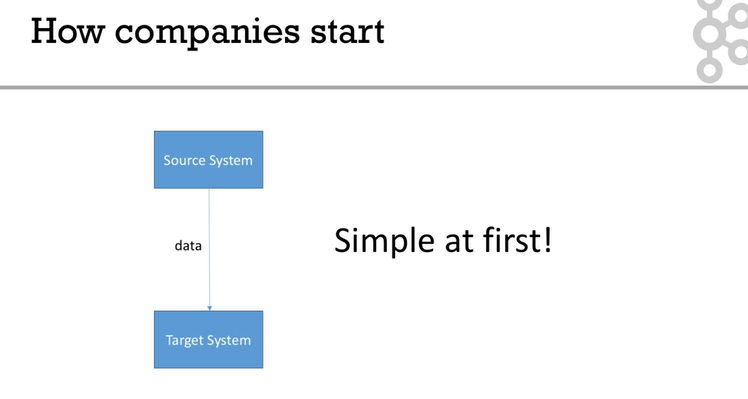 How companies start
Source System
data
Simple at first!
Target System